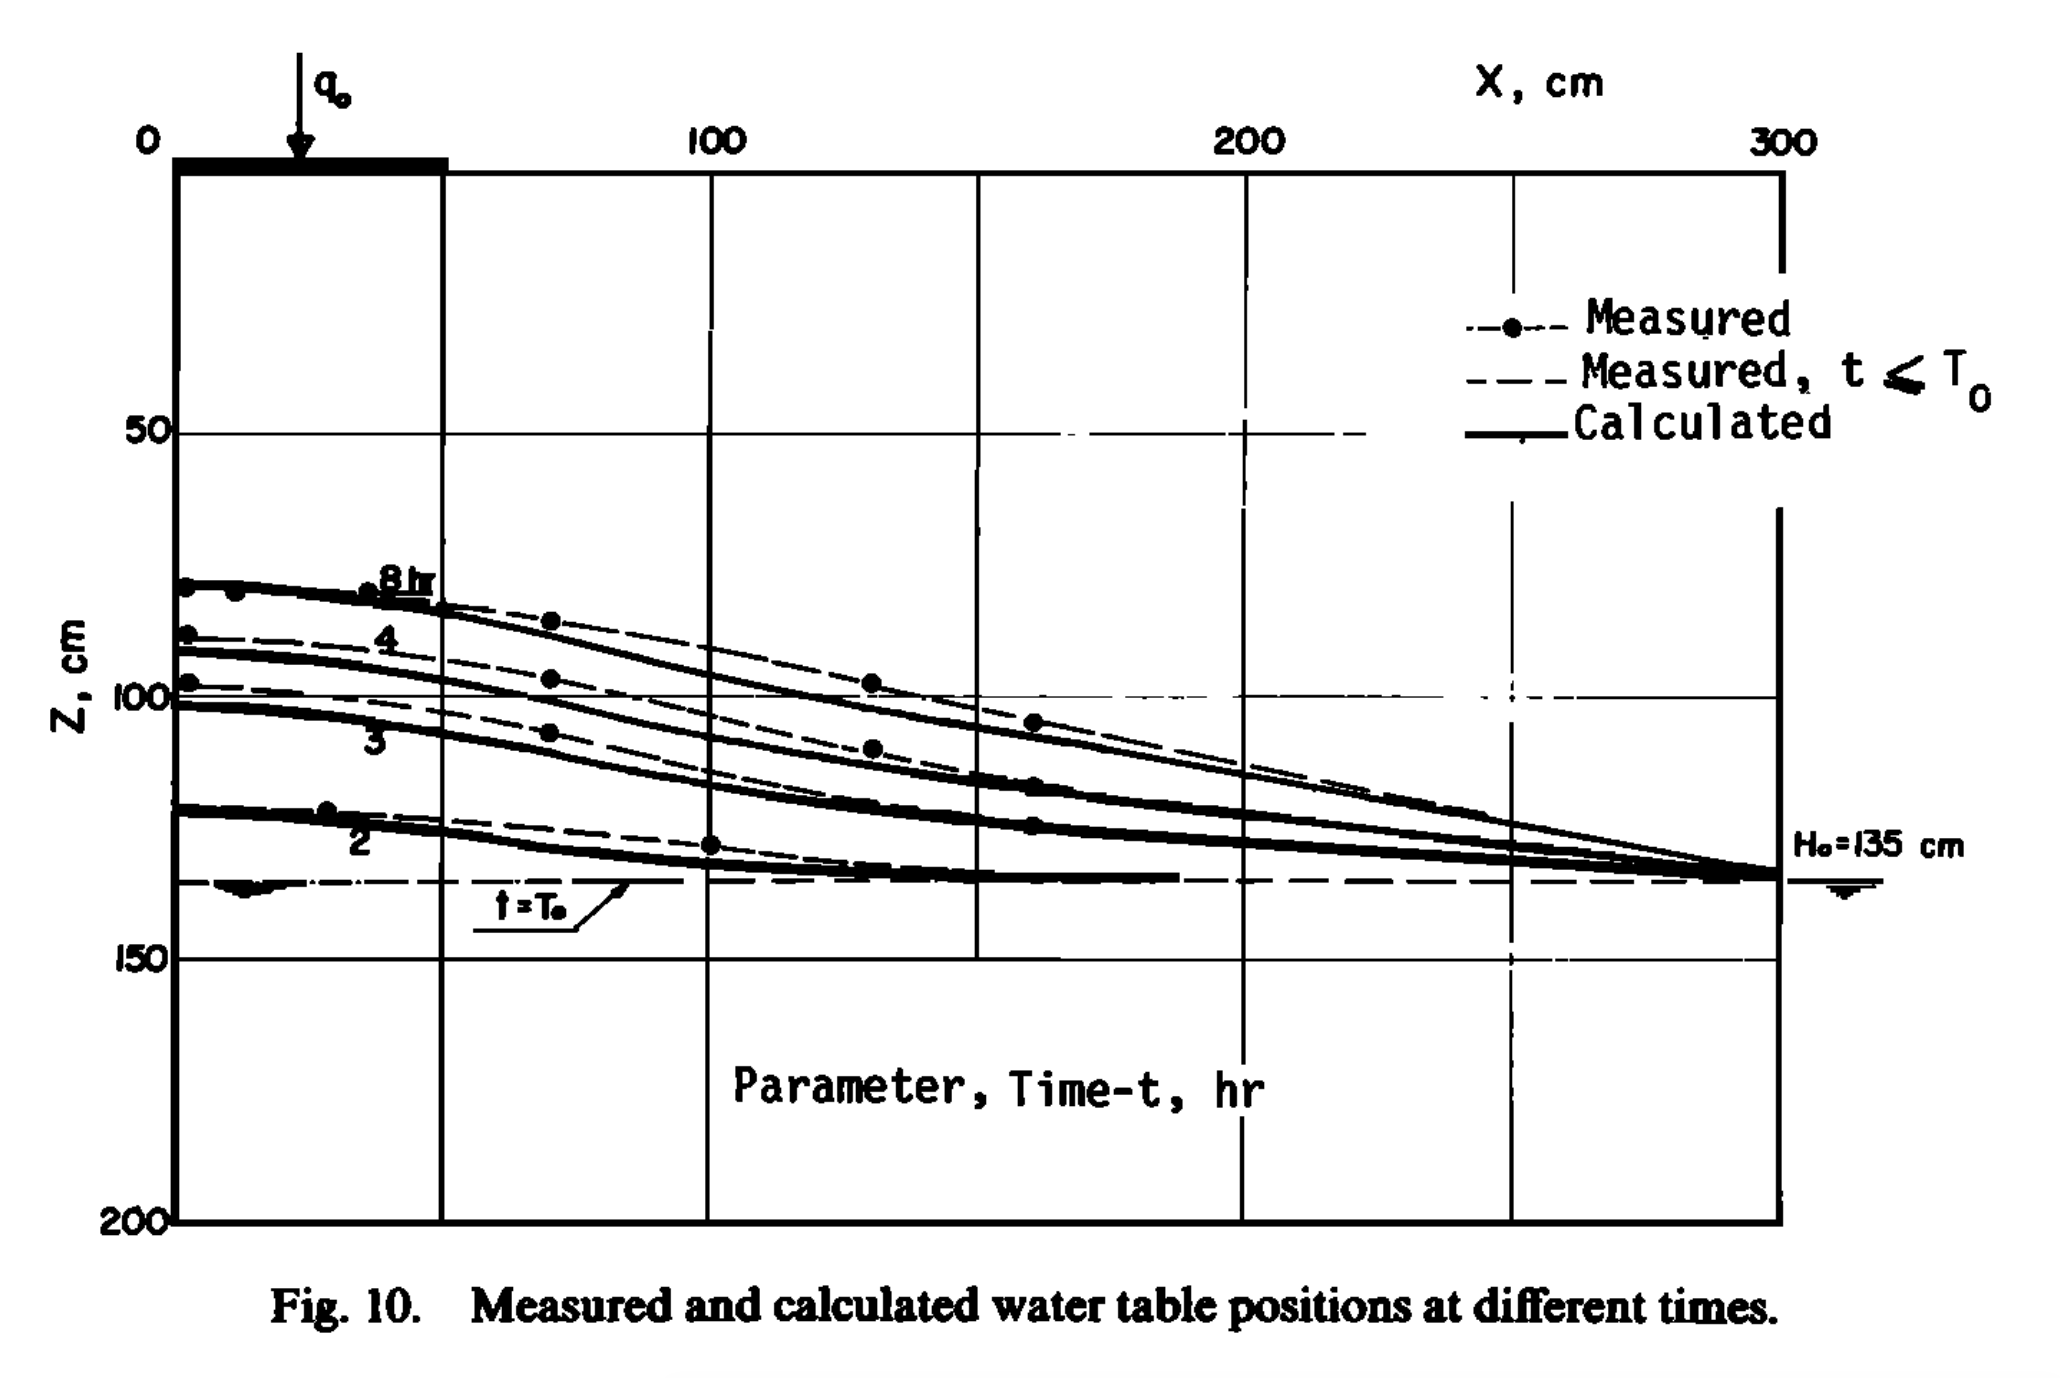 q₀
X, cm
0 100 200 300
Measured
Measured, t ⩽ T₀
Calculated
50
8 hr
4
Z, cm
100
3
2
H₀=135 cm
t=T₀
150
Parameter, Time-t, hr
200
Fig. 10. Measured and calculated water table positions at different times.